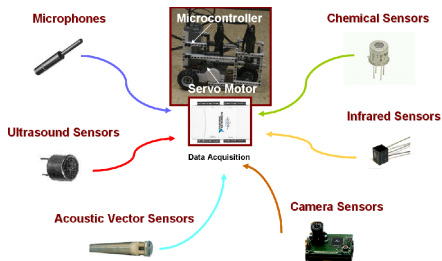 Microphones
Microcontroller
Chemical Sensors
Servo Motor
Ultrasound Sensors
Infrared Sensors
Data Acquisition
Acoustic Vector Sensors
Camera Sensors